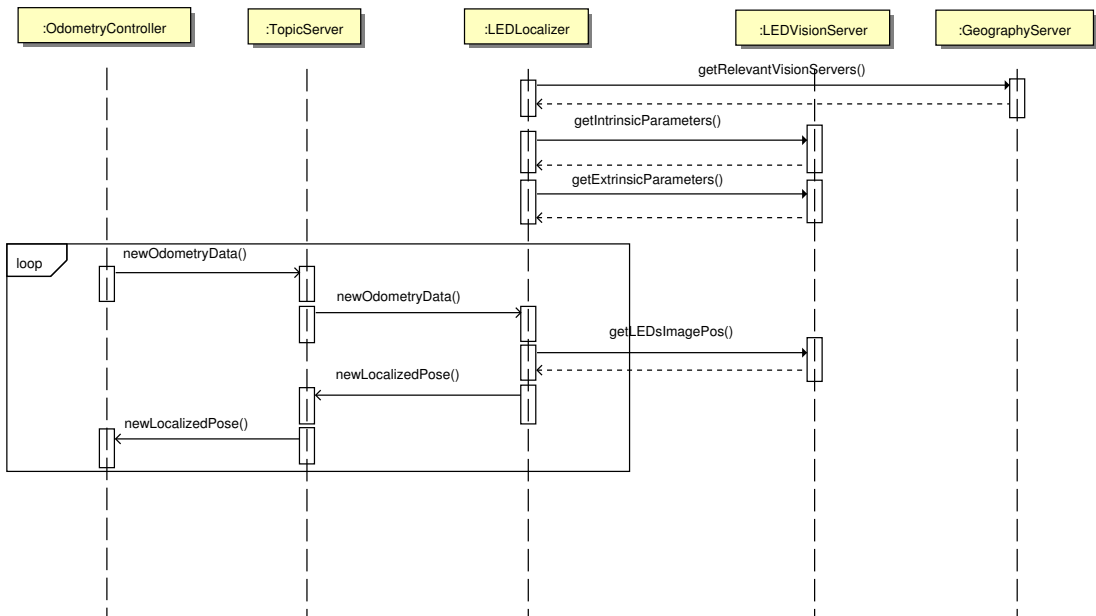 :OdometryController
:TopicServer
:LEDLocalizer
:LEDVisionServer
:GeographyServer
getRelevantVisionServers()
getIntrinsicParameters()
getExtrinsicParameters()
loop
newOdometryData()
newOdometryData()
getLEDsImagePos()
newLocalizedPose()
newLocalizedPose()